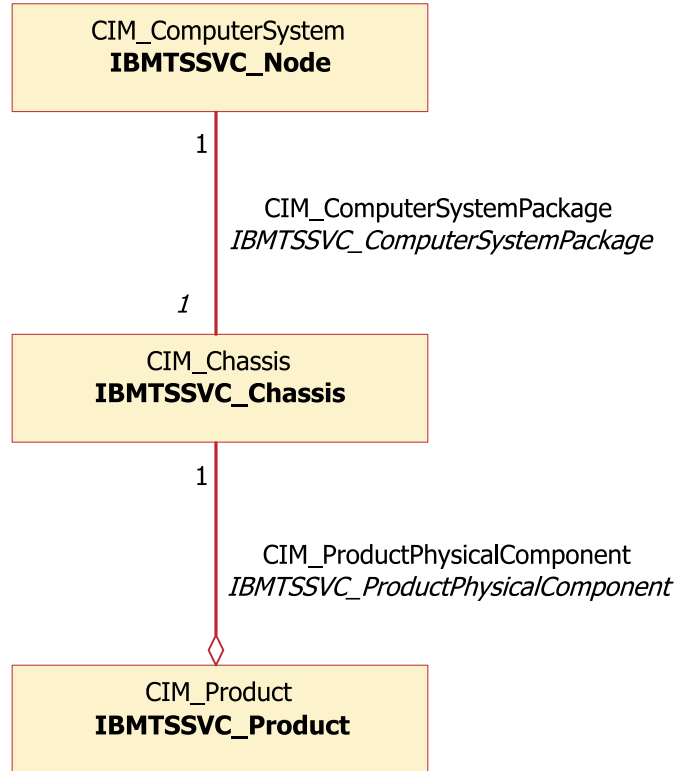 CIM_ComputerSystem
IBMTSSVC_Node
1
CIM_ComputerSystemPackage
IBMTSSVC_ComputerSystemPackage
1
CIM_Chassis
IBMTSSVC_Chassis
1
CIM_ProductPhysicalComponent
IBMTSSVC_ProductPhysicalComponent
CIM_Product
IBMTSSVC_Product